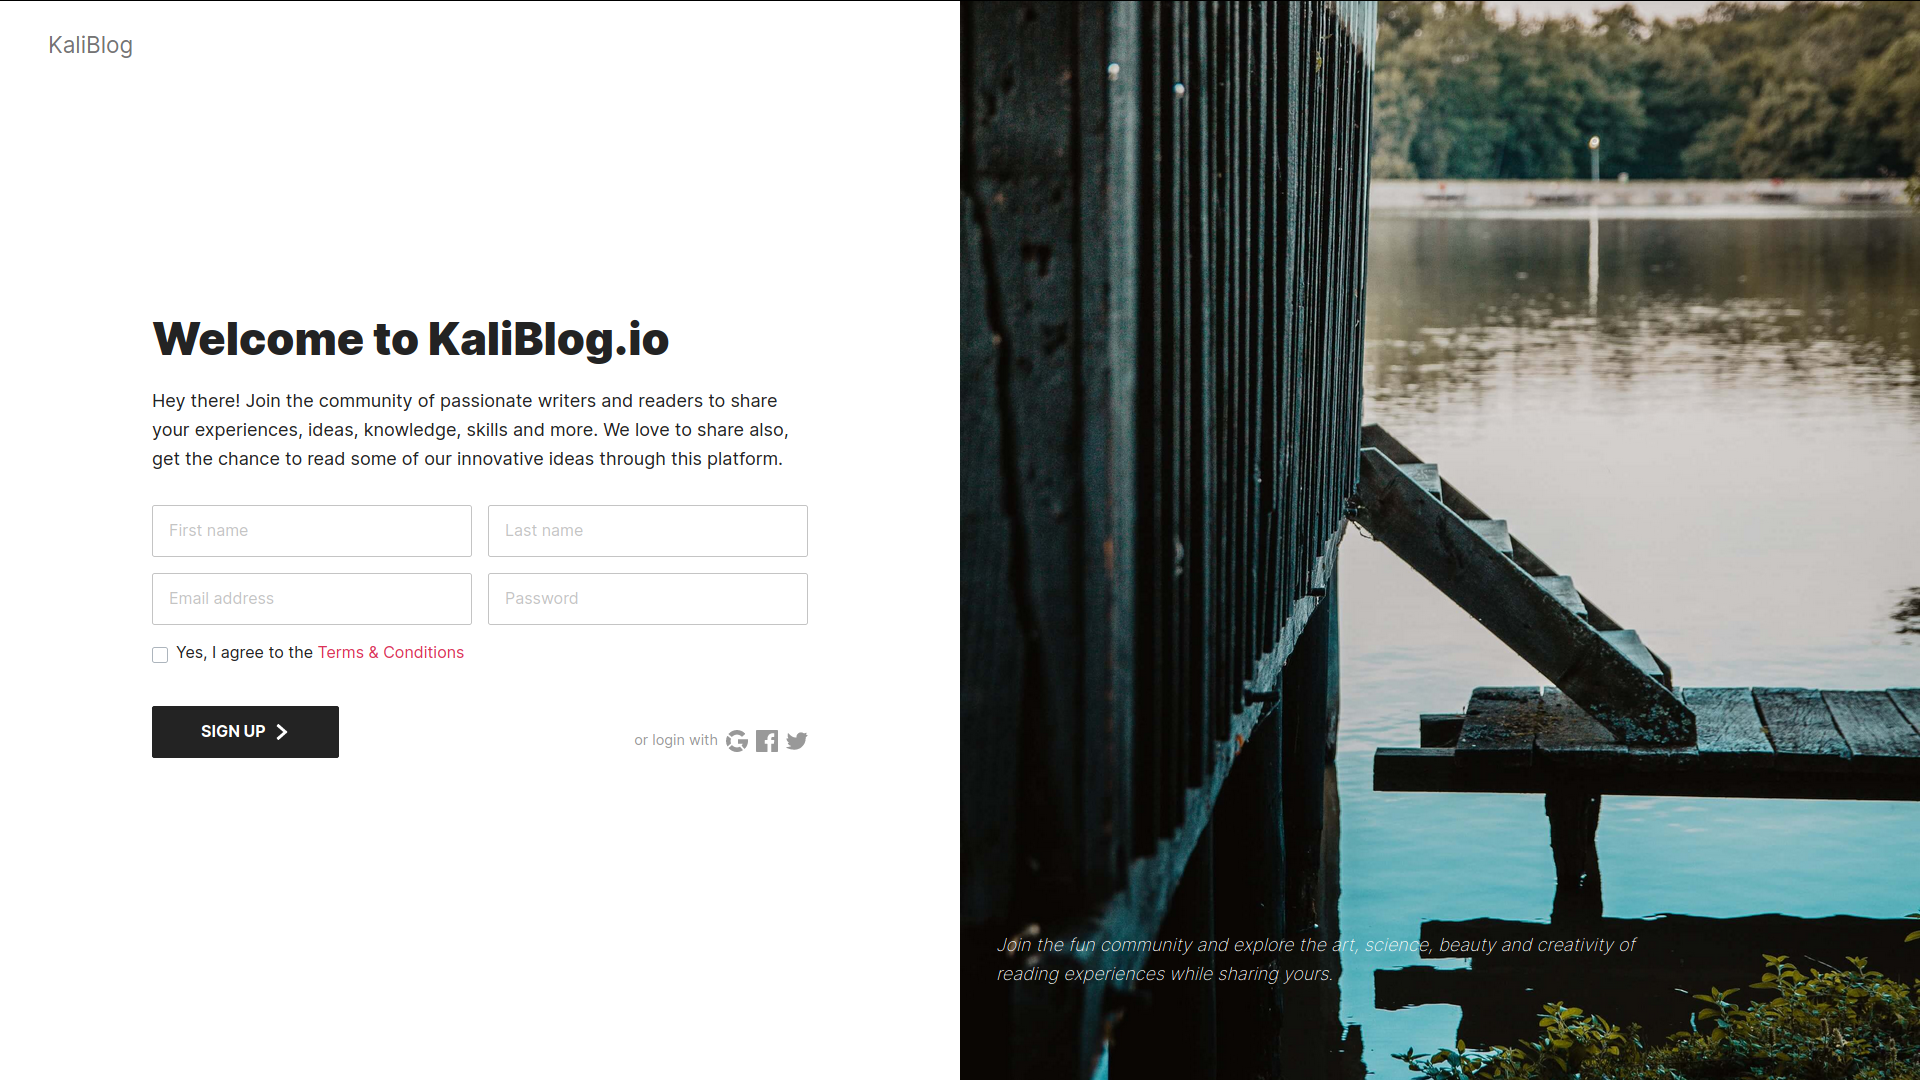 KaliBlog
Welcome to KaliBlog.io
Hey there! Join the community of passionate writers and readers to share
your experiences, ideas, knowledge, skills and more. We love to share also,
get the chance to read some of our innovative ideas through this platform.
First name
Last name
Email address
Password
Yes, I agree to the Terms & Conditions
SIGN UP
or login with
Join the fun community and explore the art, science, beauty and creativity of
reading experiences while sharing yours.